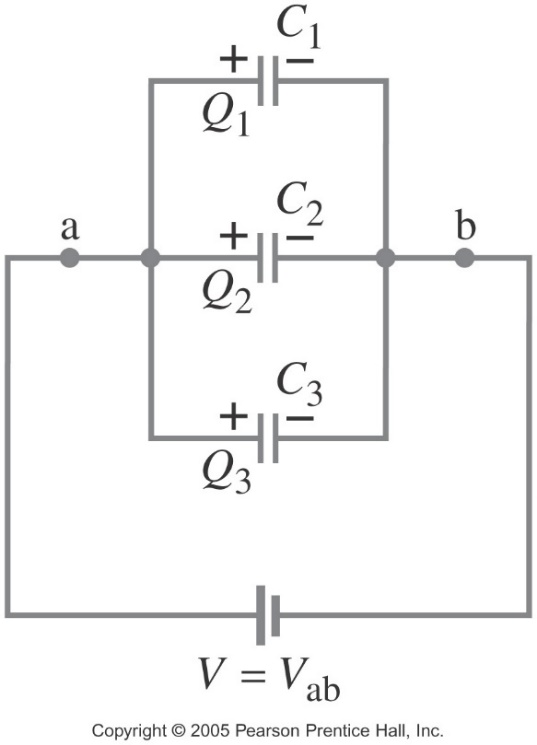 C₁
+ −
Q₁
C₂
a + − b
Q₂
C₃
+ −
Q₃
V = Vab
Copyright © 2005 Pearson Prentice Hall, Inc.